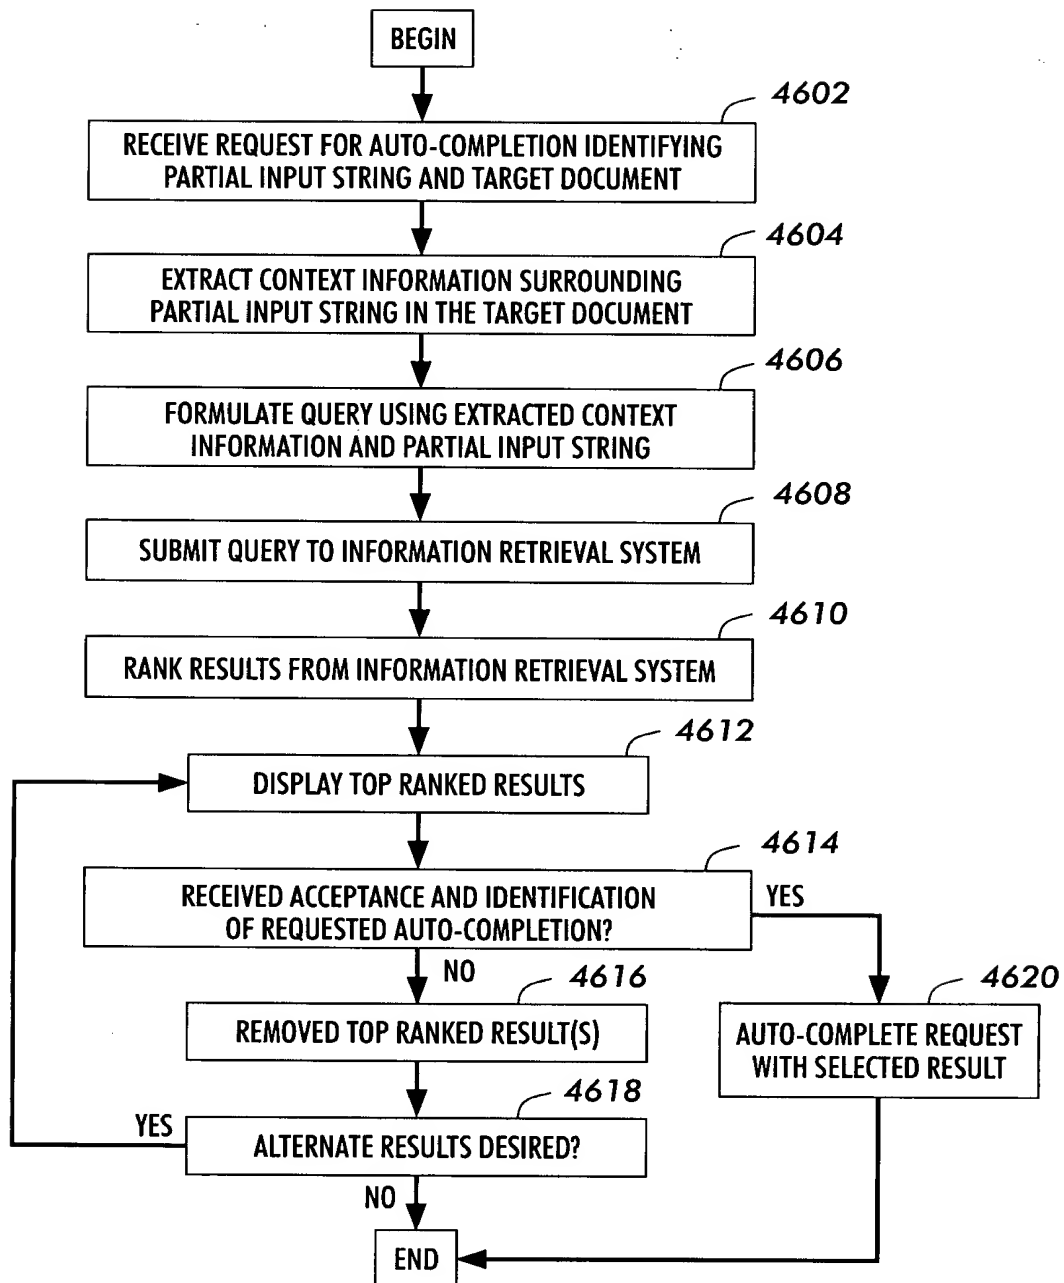 BEGIN
4602
RECEIVE REQUEST FOR AUTO-COMPLETION IDENTIFYING
PARTIAL INPUT STRING AND TARGET DOCUMENT
4604
EXTRACT CONTEXT INFORMATION SURROUNDING
PARTIAL INPUT STRING IN THE TARGET DOCUMENT
4606
FORMULATE QUERY USING EXTRACTED CONTEXT
INFORMATION AND PARTIAL INPUT STRING
4608
SUBMIT QUERY TO INFORMATION RETRIEVAL SYSTEM
4610
RANK RESULTS FROM INFORMATION RETRIEVAL SYSTEM
4612
DISPLAY TOP RANKED RESULTS
4614
RECEIVED ACCEPTANCE AND IDENTIFICATION
OF REQUESTED AUTO-COMPLETION?
YES
NO
4616
REMOVED TOP RANKED RESULT(S)
4620
AUTO-COMPLETE REQUEST
WITH SELECTED RESULT
4618
YES
ALTERNATE RESULTS DESIRED?
NO
END